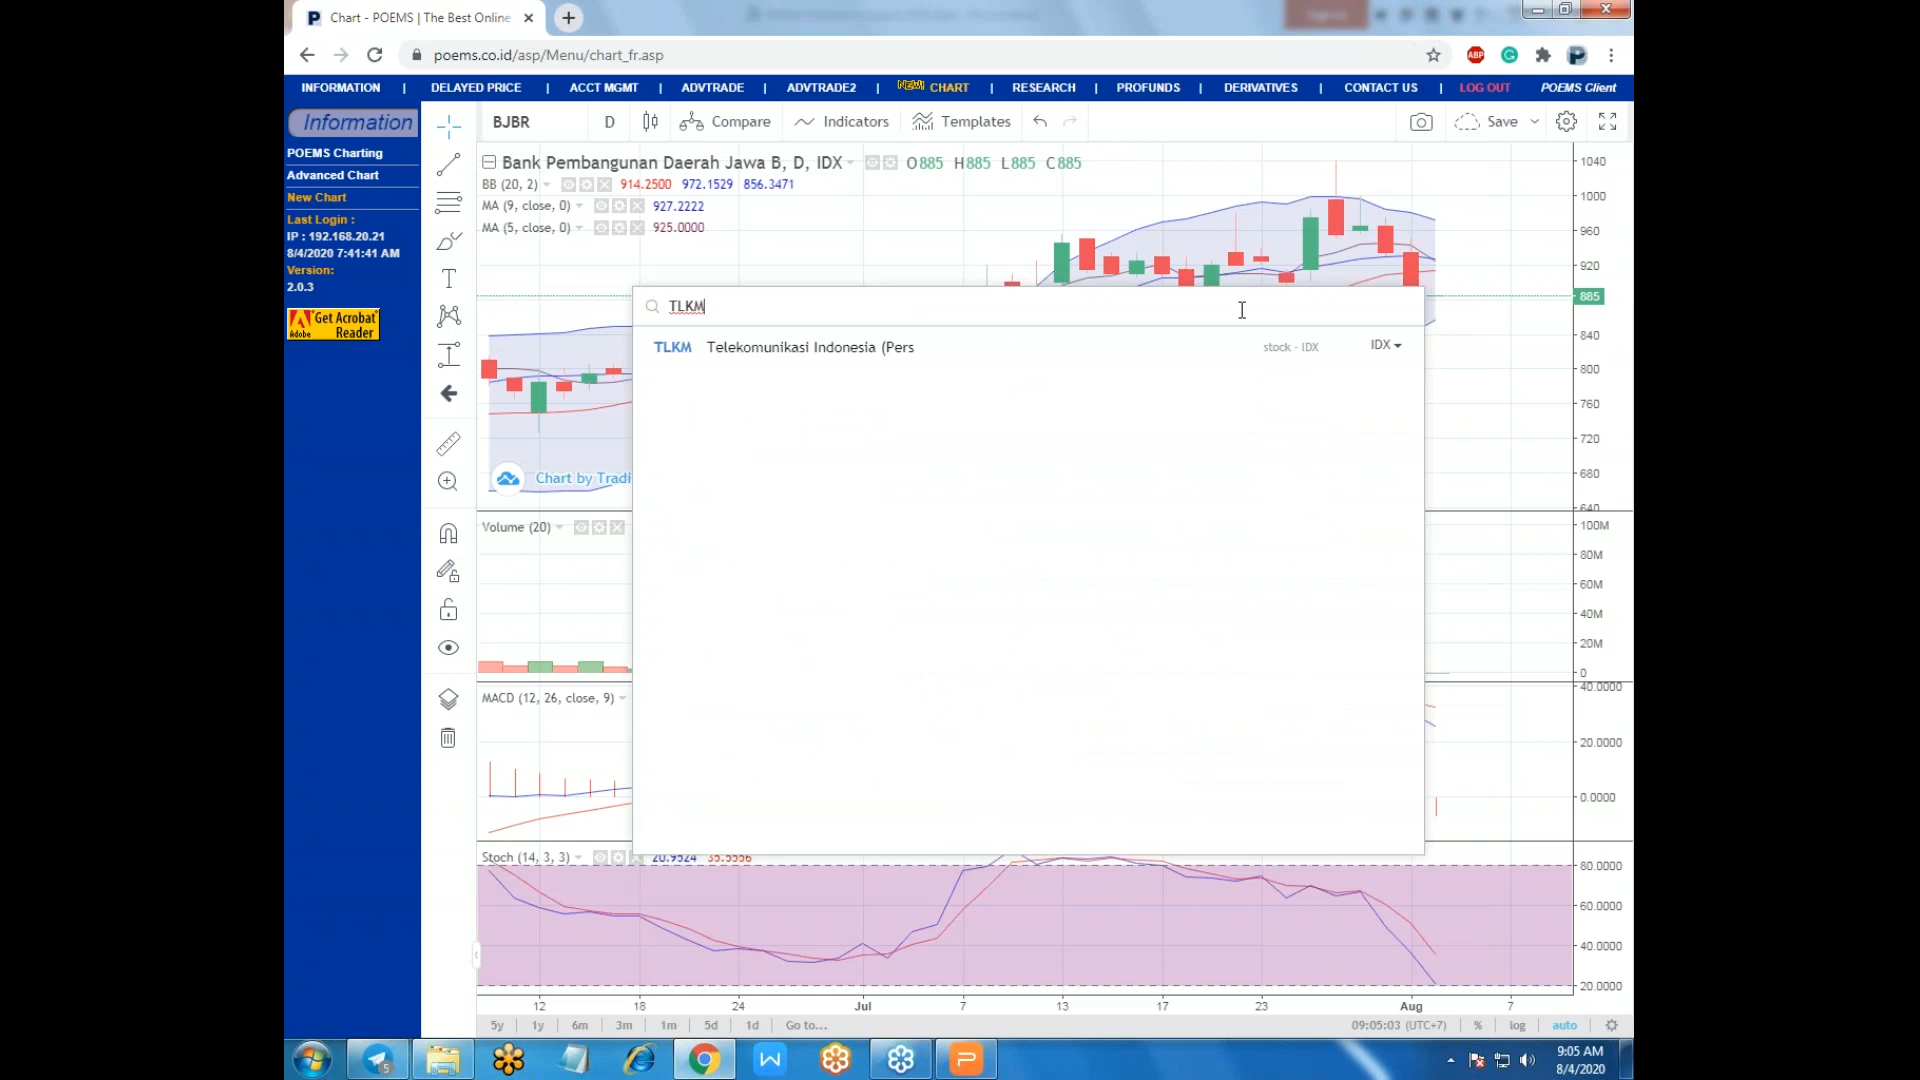 Chart - POEMS | The Best Online
poems.co.id/asp/Menu/chart_fr.asp
ABP
INFORMATION | DELAYED PRICE | ACCT MGMT | ADVTRADE | ADVTRADE2 | NEW! CHART | RESEARCH | PROFUNDS | DERIVATIVES | CONTACT US | LOG OUT POEMS Client
Information
POEMS Charting
Advanced Chart
New Chart
Last Login :
IP : 192.168.20.21
8/4/2020 7:41:41 AM
Version:
2.0.3
Get Acrobat
Adobe Reader
BJBR D Compare Indicators Templates Save
Bank Pembangunan Daerah Jawa B, D, IDX O885 H885 L885 C885
BB (20, 2) 914.2500 972.1529 856.3471
MA (9, close, 0) 927.2222
MA (5, close, 0) 925.0000
TLKM
TLKM Telekomunikasi Indonesia (Pers stock - IDX IDX
Chart by Tradi
1040
1000
960
920
885
840
800
760
720
680
640
Volume (20)
100M
80M
60M
40M
20M
0
MACD (12, 26, close, 9)
40.0000
20.0000
0.0000
Stoch (14, 3, 3) 20.9524 35.5556
80.0000
60.0000
40.0000
20.0000
12 18 24 Jul 7 13 17 23 Aug 7
5y 1y 6m 3m 1m 5d 1d Go to... 09:05:03 (UTC+7) % log auto
5
9:05 AM
8/4/2020